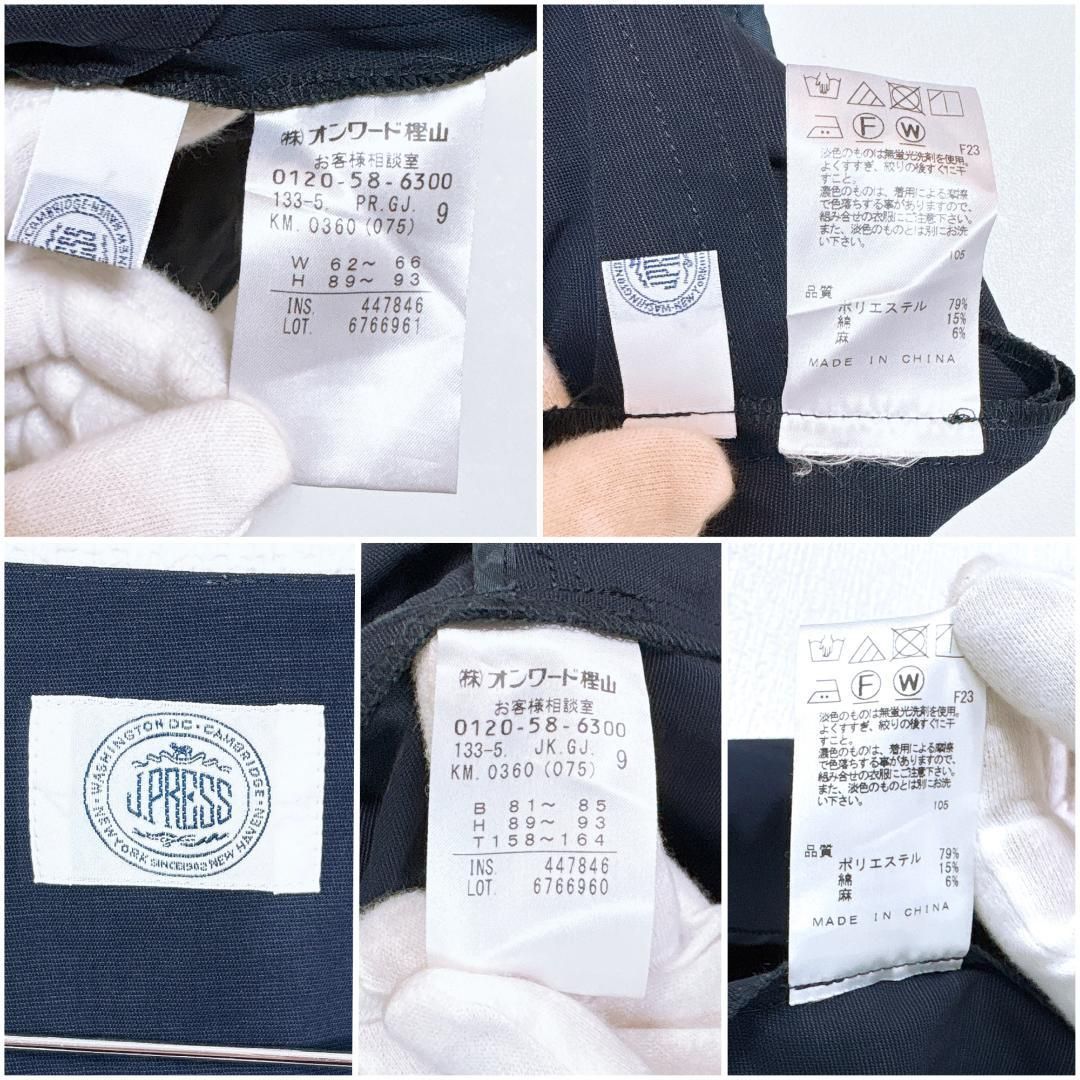 CAMBRIDGE・NEW HAVEN
(株)オンワード樫山
お客様相談室
0120-58-6300
133-5. PR.GJ. 9
KM. 0360 (075)
W 62～ 66
H 89～ 93
INS. 447846
LOT. 6766961
WASHINGTON
NEW YORK
F W
F23
淡色のものは無蛍光洗剤を使用。
よくすすぎ、絞りの後すぐに干
すこと。
濃色のものは、着用による摩擦
で色落ちする事がありますので、
組み合せの衣服にご注意下さい。
また、淡色のものとは別にお洗
い下さい。
105
品質
ポリエステル 79%
綿 15%
麻 6%
MADE IN CHINA
WASHINGTON DC・CAMBRIDGE
J.PRESS
NEW YORK SINCE1902 NEW HAVEN
(株)オンワード樫山
お客様相談室
0120-58-6300
133-5. JK.GJ. 9
KM. 0360 (075)
B 81～ 85
H 89～ 93
T 158～164
INS. 447846
LOT. 6766960
F W
F23
淡色のものは無蛍光洗剤を使用。
よくすすぎ、絞りの後すぐに干
すこと。
濃色のものは、着用による摩擦
で色落ちする事がありますので、
組み合せの衣服にご注意下さい。
また、淡色のものとは別にお洗
い下さい。
105
品質
ポリエステル 79%
綿 15%
麻 6%
MADE IN CHINA